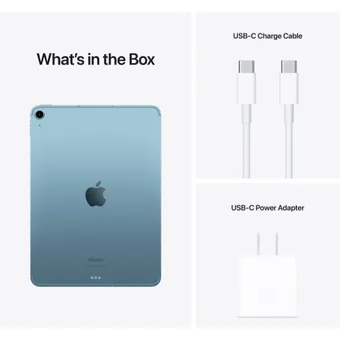 What's in the Box
USB-C Charge Cable
USB-C Power Adapter